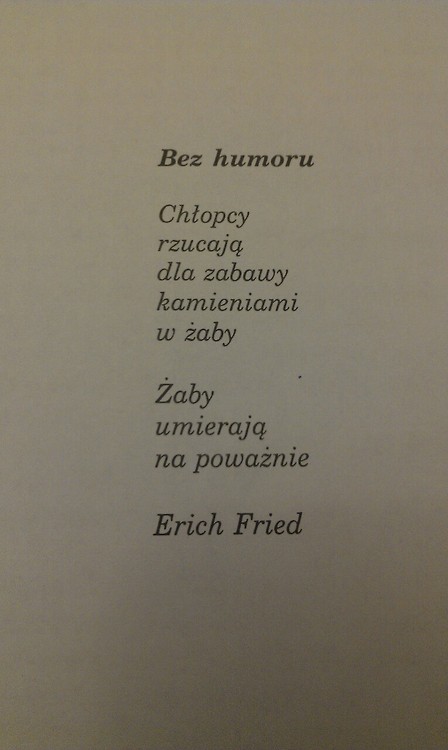 Bez humoru
Chłopcy
rzucają
dla zabawy
kamieniami
w żaby
Żaby
umierają
na poważnie
Erich Fried